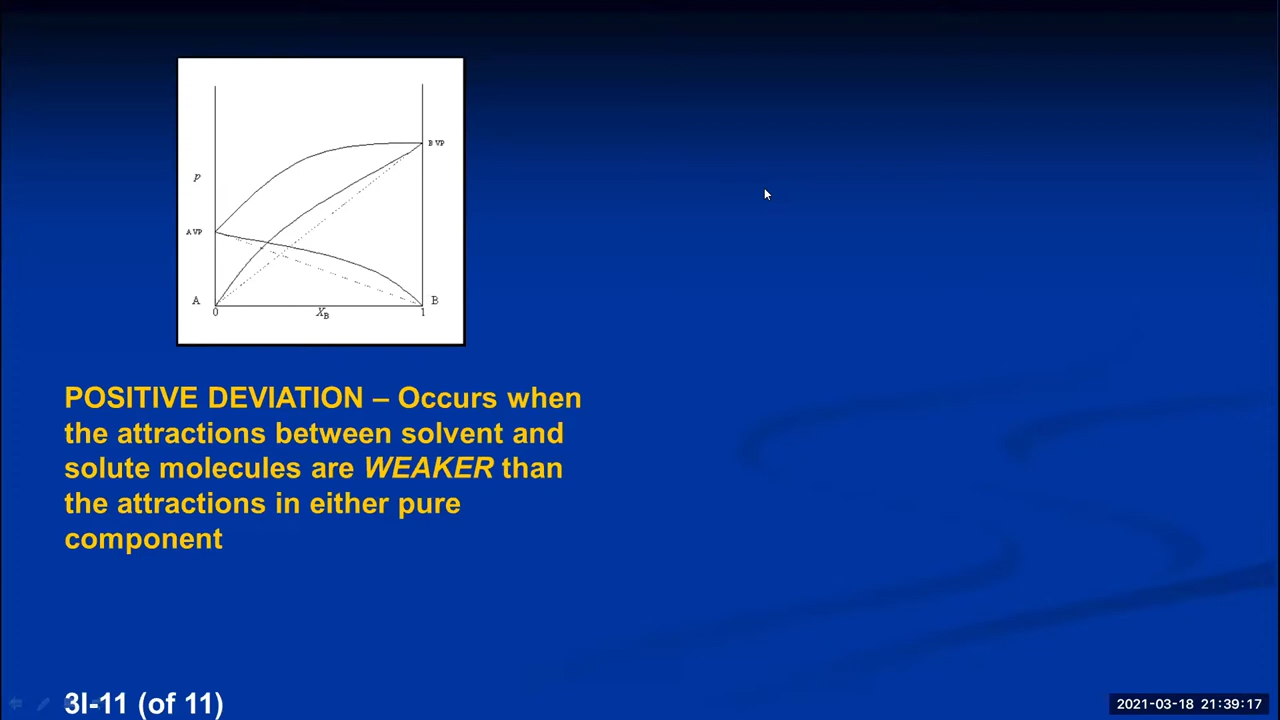 B VP
p
A VP
A
B
0
XB
1
POSITIVE DEVIATION – Occurs when
the attractions between solvent and
solute molecules are WEAKER than
the attractions in either pure
component
3I-11 (of 11)
2021-03-18 21:39:17